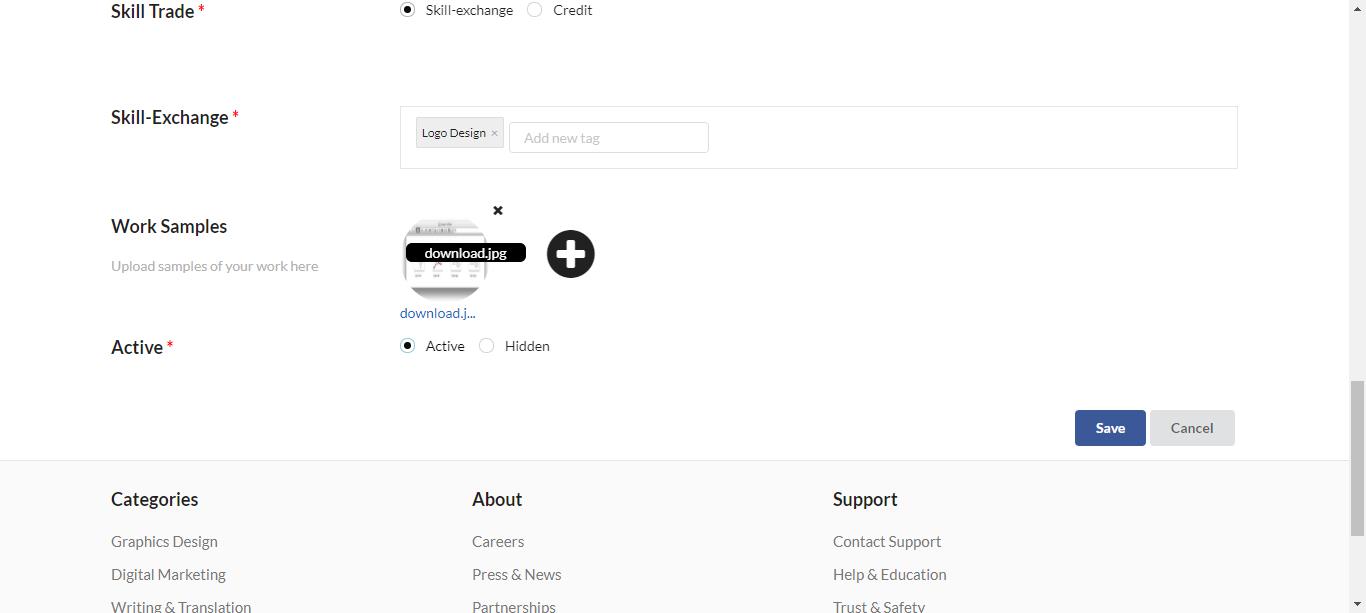 Skill Trade *
Skill-exchange Credit
Skill-Exchange *
Logo Design ×
Add new tag
Work Samples
Upload samples of your work here
download.jpg
download.j...
Active *
Active Hidden
Save Cancel
Categories
Graphics Design
Digital Marketing
Writing & Translation
About
Careers
Press & News
Partnerships
Support
Contact Support
Help & Education
Trust & Safety